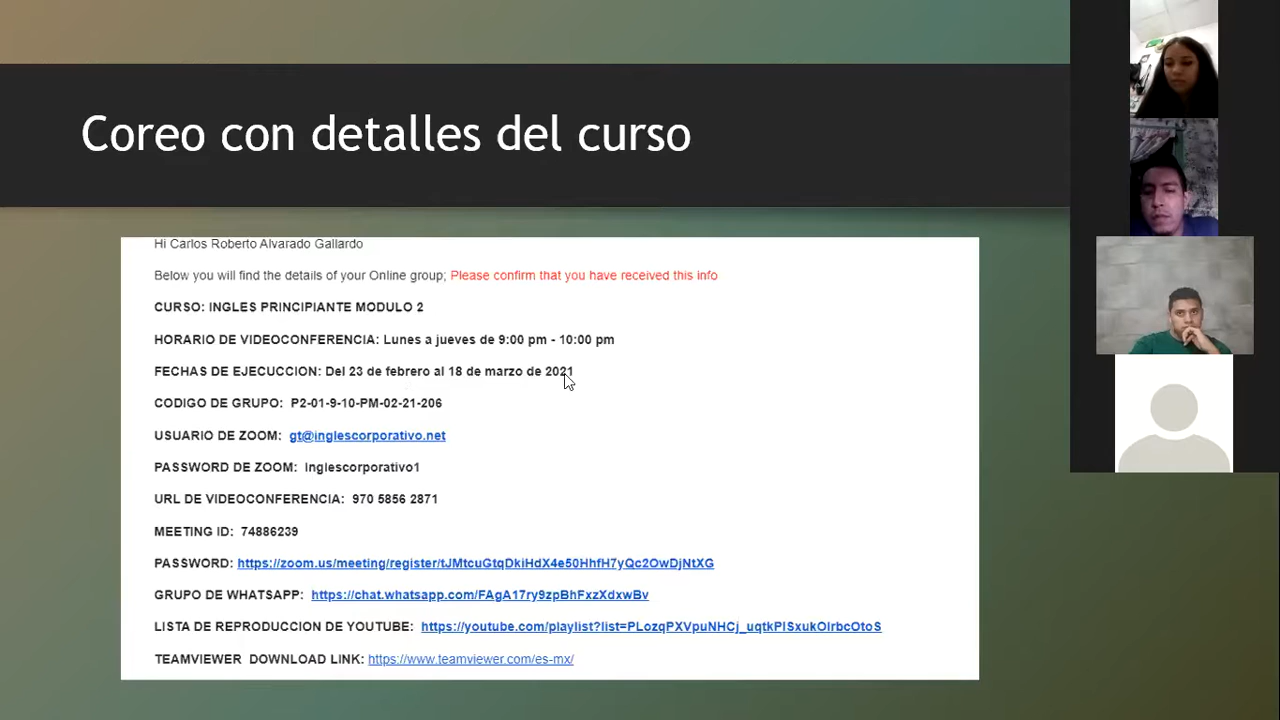 Coreo con detalles del curso
Hi Carlos Roberto Alvarado Gallardo
Below you will find the details of your Online group; Please confirm that you have received this info
CURSO: INGLES PRINCIPIANTE MODULO 2
HORARIO DE VIDEOCONFERENCIA: Lunes a jueves de 9:00 pm - 10:00 pm
FECHAS DE EJECUCCION: Del 23 de febrero al 18 de marzo de 2021
CODIGO DE GRUPO: P2-01-9-10-PM-02-21-206
USUARIO DE ZOOM: gt@inglescorporativo.net
PASSWORD DE ZOOM: Inglescorporativo1
URL DE VIDEOCONFERENCIA: 970 5856 2871
MEETING ID: 74886239
PASSWORD: https://zoom.us/meeting/register/tJMtcuGtqDkiHdX4e50HhfH7yQc2OwDjNtXG
GRUPO DE WHATSAPP: https://chat.whatsapp.com/FAgA17ry9zpBhFxzXdxwBv
LISTA DE REPRODUCCION DE YOUTUBE: https://youtube.com/playlist?list=PLozqPXVpuNHCj_uqtkPISxukOIrbcOtoS
TEAMVIEWER DOWNLOAD LINK: https://www.teamviewer.com/es-mx/